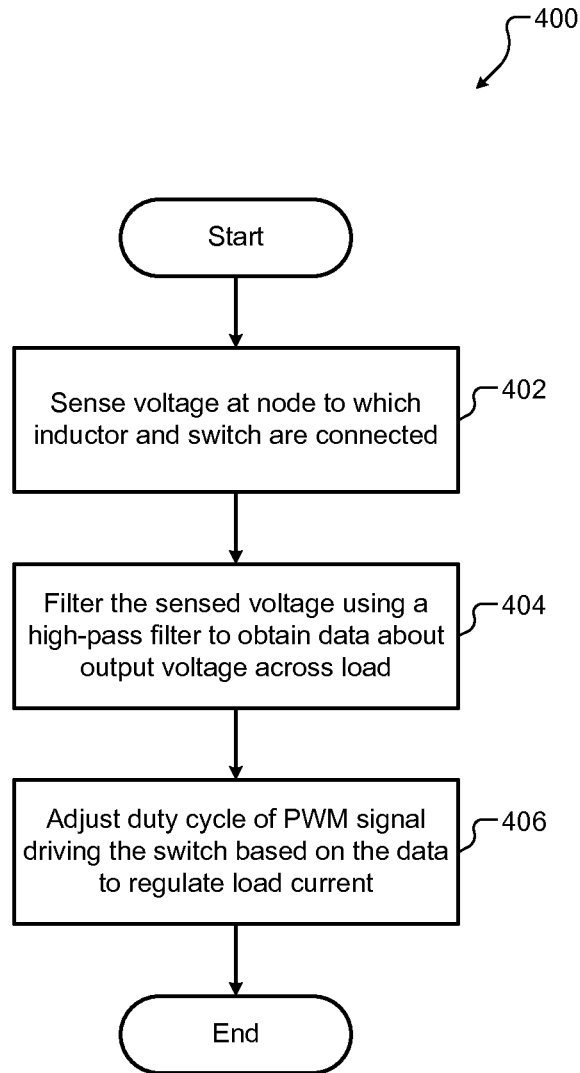 400
Start
Sense voltage at node to which
inductor and switch are connected
402
Filter the sensed voltage using a
high-pass filter to obtain data about
output voltage across load
404
Adjust duty cycle of PWM signal
driving the switch based on the data
to regulate load current
406
End